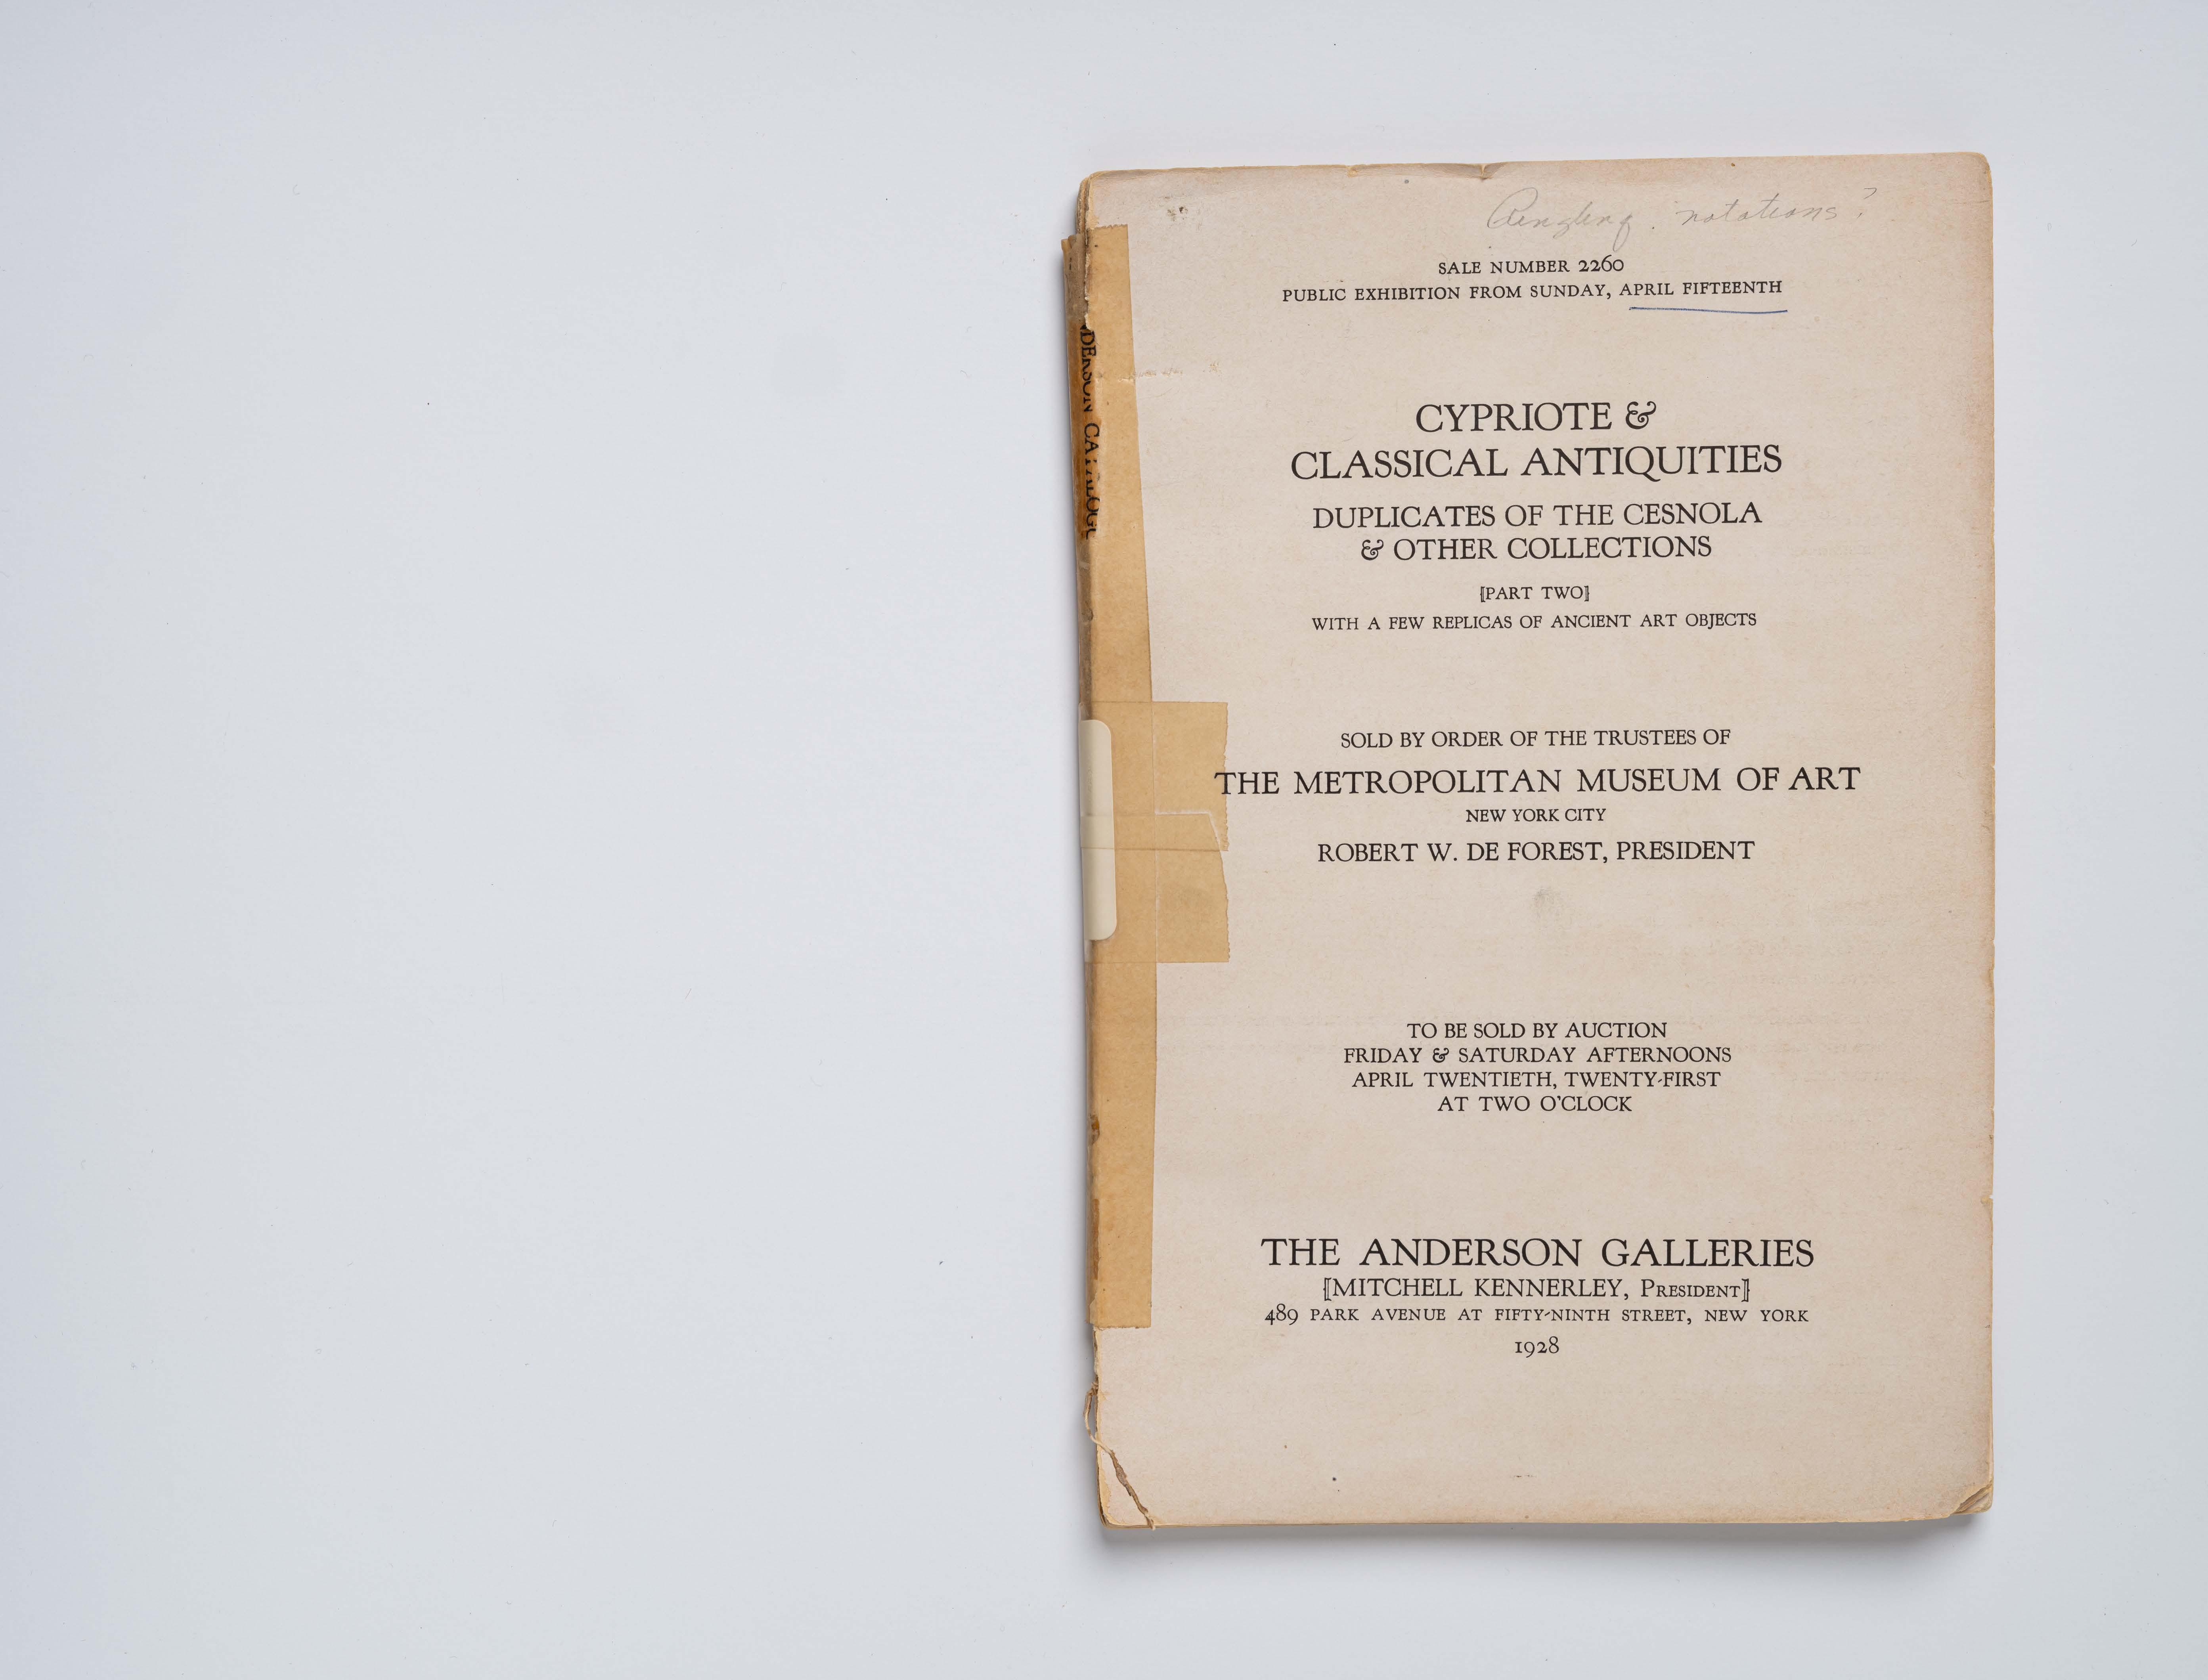 Ringling notations?
SALE NUMBER 2260
PUBLIC EXHIBITION FROM SUNDAY, APRIL FIFTEENTH
CYPRIOTE &
CLASSICAL ANTIQUITIES
DUPLICATES OF THE CESNOLA
& OTHER COLLECTIONS
[PART TWO]
WITH A FEW REPLICAS OF ANCIENT ART OBJECTS
SOLD BY ORDER OF THE TRUSTEES OF
THE METROPOLITAN MUSEUM OF ART
NEW YORK CITY
ROBERT W. DE FOREST, PRESIDENT
TO BE SOLD BY AUCTION
FRIDAY & SATURDAY AFTERNOONS
APRIL TWENTIETH, TWENTY-FIRST
AT TWO O'CLOCK
THE ANDERSON GALLERIES
[MITCHELL KENNERLEY, PRESIDENT]
489 PARK AVENUE AT FIFTY-NINTH STREET, NEW YORK
1928